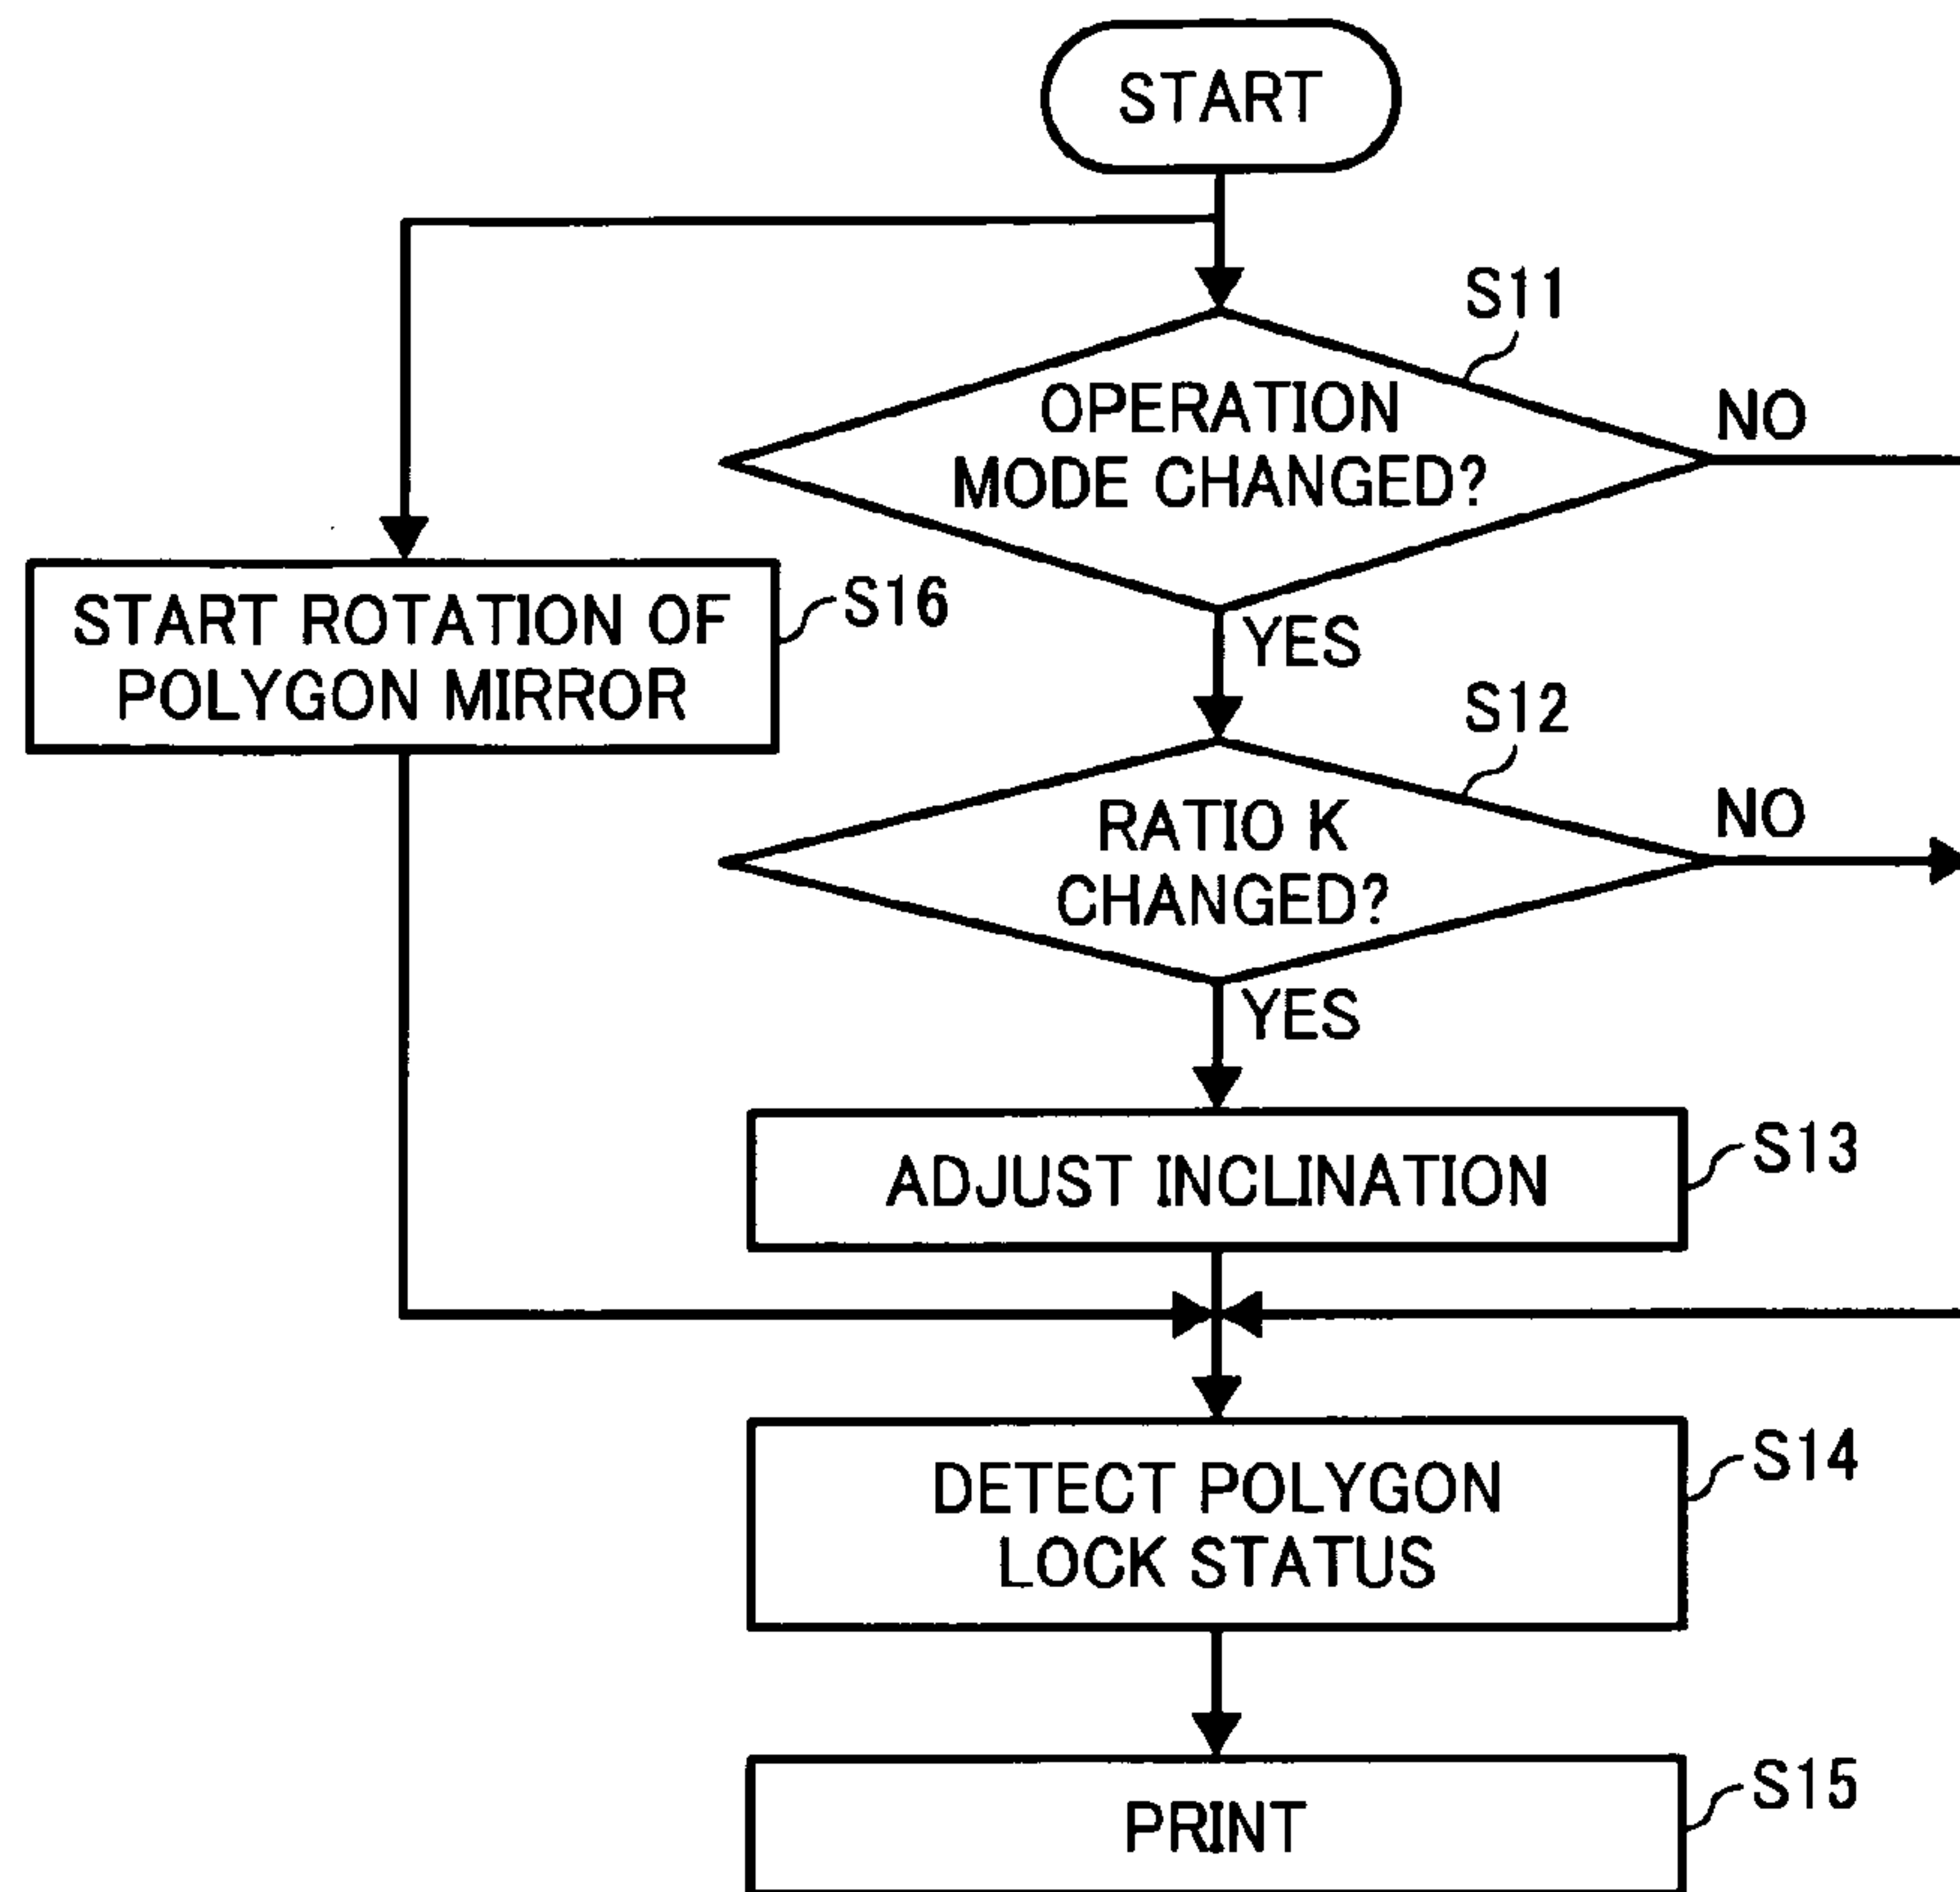 START
S11
OPERATION
MODE CHANGED?
NO
START ROTATION OF
POLYGON MIRROR
S16
YES
S12
RATIO K
CHANGED?
NO
YES
ADJUST INCLINATION
S13
DETECT POLYGON
LOCK STATUS
S14
PRINT
S15